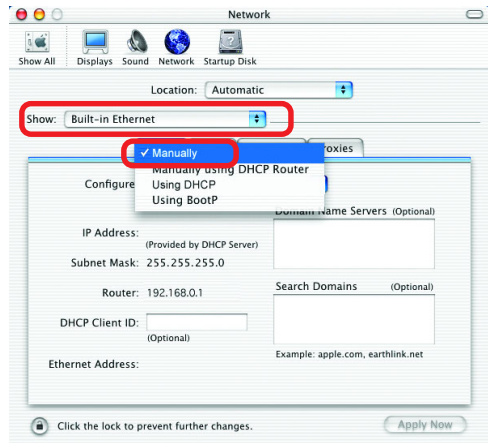 Network
Show All Displays Sound Network Startup Disk
Location: Automatic
Show: Built-in Ethernet
✓ Manually
Manually using DHCP Router
Using DHCP
Using BootP
oxies
Configure
Domain Name Servers (Optional)
IP Address:
(Provided by DHCP Server)
Subnet Mask: 255.255.255.0
Router: 192.168.0.1
Search Domains (Optional)
DHCP Client ID:
(Optional)
Example: apple.com, earthlink.net
Ethernet Address:
Click the lock to prevent further changes.
Apply Now